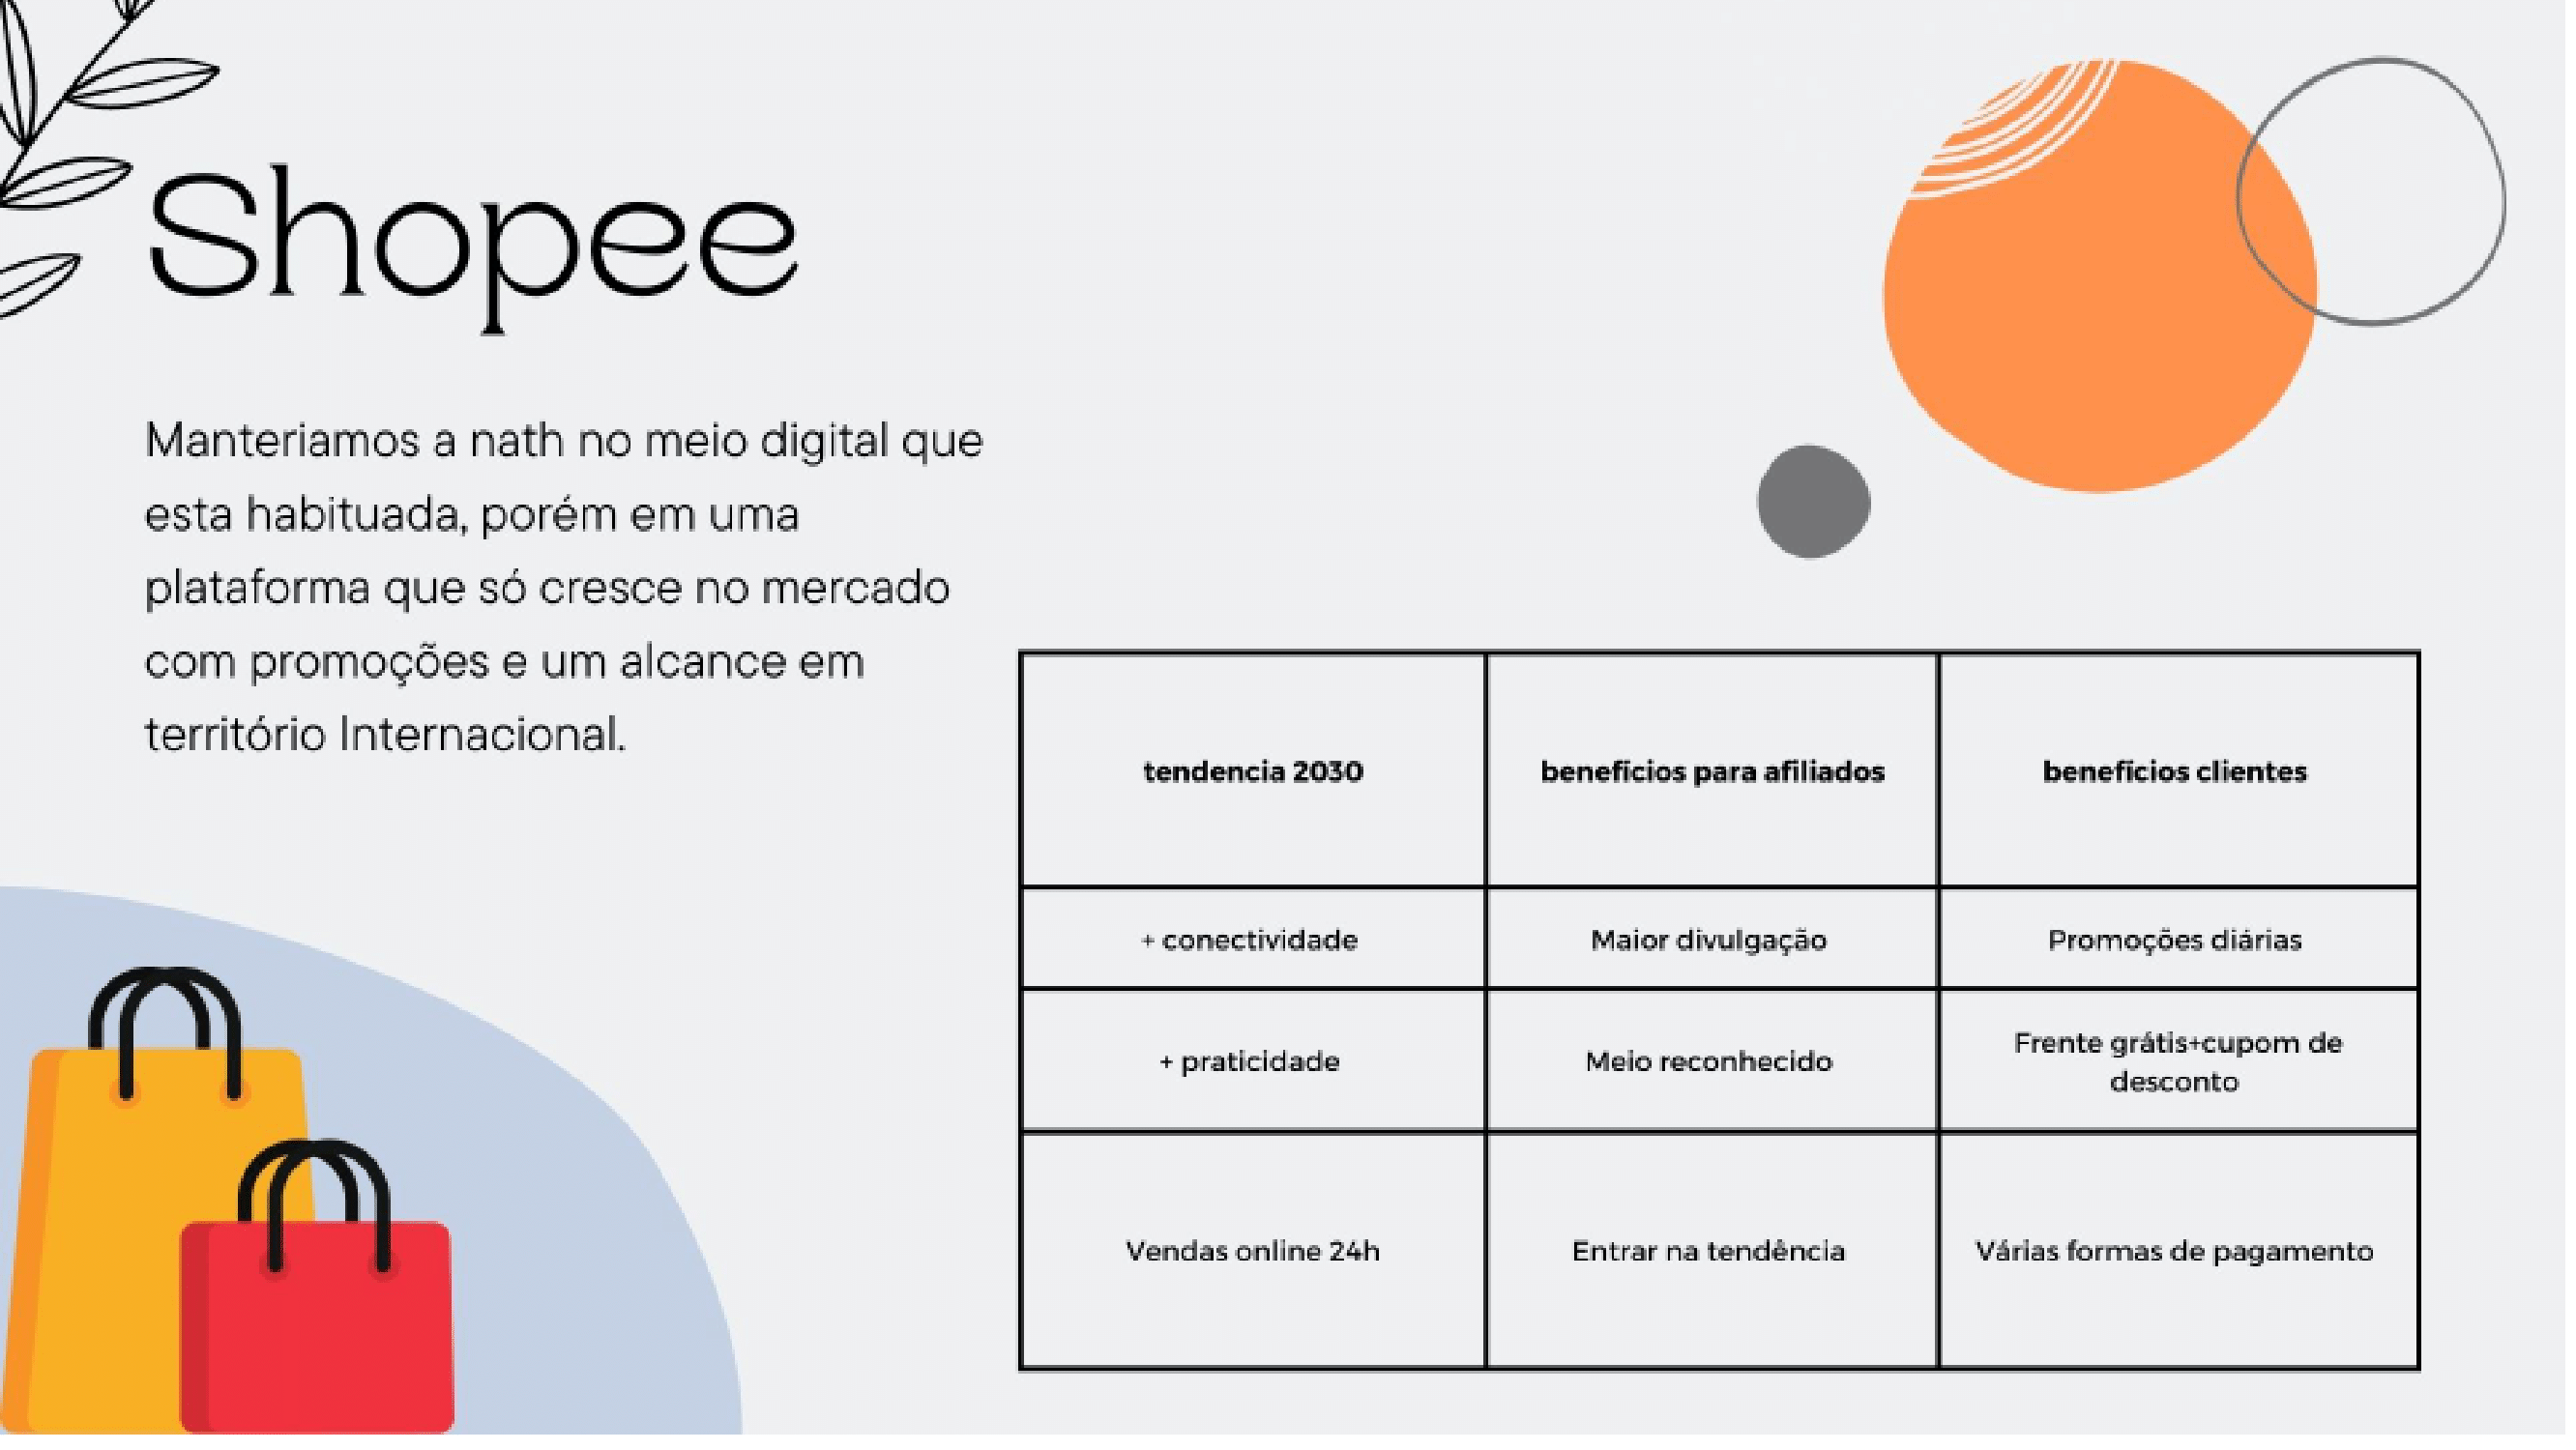 Shopee
Manteriamos a nath no meio digital que
esta habituada, porém em uma
plataforma que só cresce no mercado
com promoções e um alcance em
território Internacional.
tendencia 2030
beneficios para afiliados
beneficios clientes
+ conectividade
Maior divulgação
Promoções diárias
+ praticidade
Meio reconhecido
Frente grátis+cupom de
desconto
Vendas online 24h
Entrar na tendência
Várias formas de pagamento